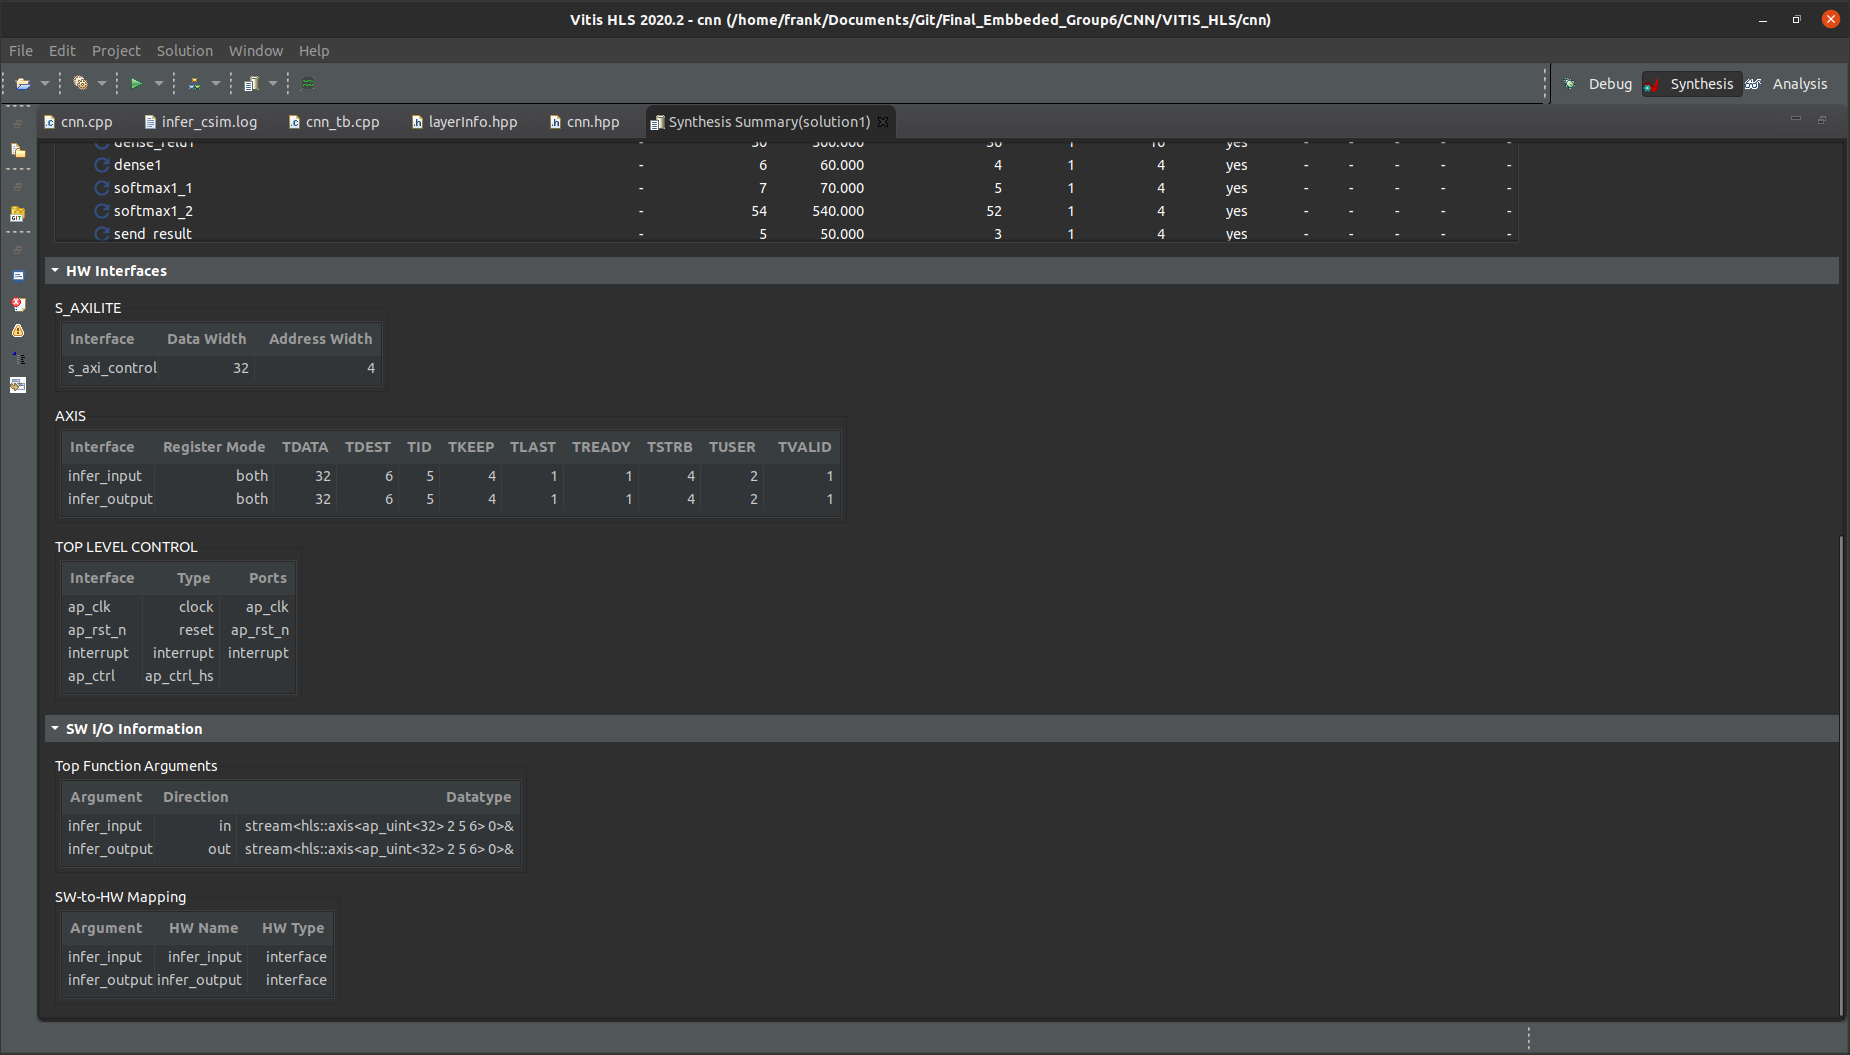 Vitis HLS 2020.2 - cnn (/home/frank/Documents/Git/Final_Embbeded_Group6/CNN/VITIS_HLS/cnn)
File Edit Project Solution Window Help
Debug Synthesis Analysis
cnn.cpp infer_csim.log cnn_tb.cpp layerInfo.hpp cnn.hpp Synthesis Summary(solution1)
dense_relu1 - 1 yes - - - - -
dense1 - 6 60.000 4 1 4 yes - - - - -
softmax1_1 - 7 70.000 5 1 4 yes - - - - -
softmax1_2 - 54 540.000 52 1 4 yes - - - - -
send_result - 5 50.000 3 1 4 yes - - - - -
HW Interfaces
S_AXILITE
Interface Data Width Address Width
s_axi_control 32 4
AXIS
Interface Register Mode TDATA TDEST TID TKEEP TLAST TREADY TSTRB TUSER TVALID
infer_input both 32 6 5 4 1 1 4 2 1
infer_output both 32 6 5 4 1 1 4 2 1
TOP LEVEL CONTROL
Interface Type Ports
ap_clk clock ap_clk
ap_rst_n reset ap_rst_n
interrupt interrupt interrupt
ap_ctrl ap_ctrl_hs
SW I/O Information
Top Function Arguments
Argument Direction Datatype
infer_input in stream<hls::axis<ap_uint<32> 2 5 6> 0>&
infer_output out stream<hls::axis<ap_uint<32> 2 5 6> 0>&
SW-to-HW Mapping
Argument HW Name HW Type
infer_input infer_input interface
infer_output infer_output interface